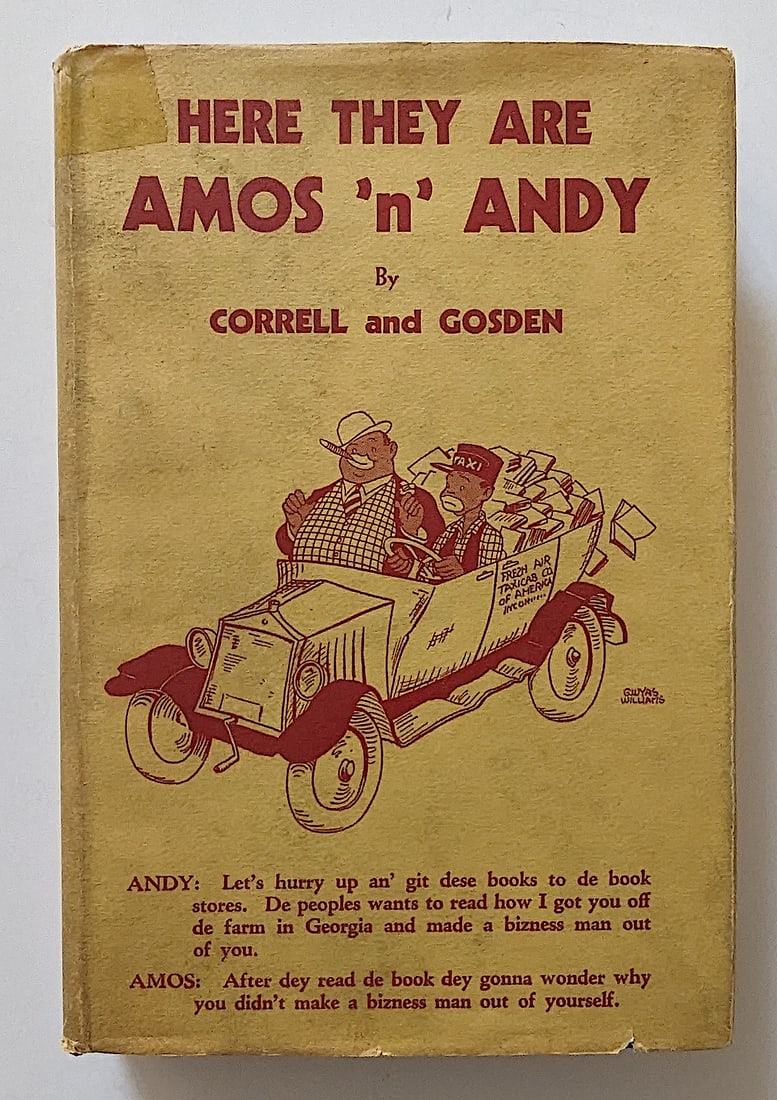 HERE THEY ARE
AMOS 'n' ANDY
By
CORRELL and GOSDEN
TAXI
FRESH AIR
TAXICAB CO.
OF AMERICA
INCOH......
GLUYAS
WILLIAMS
ANDY: Let's hurry up an' git dese books to de book
stores. De peoples wants to read how I got you off
de farm in Georgia and made a bizness man out
of you.
AMOS: After dey read de book dey gonna wonder why
you didn't make a bizness man out of yourself.